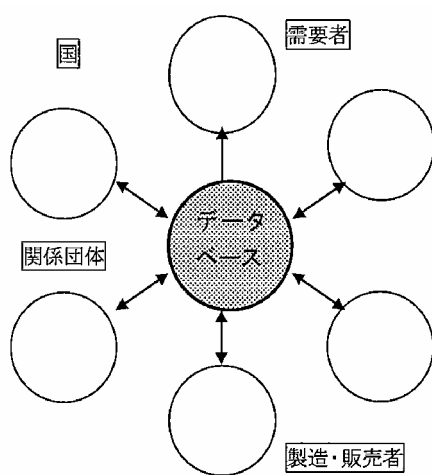 国
需要者
データ
ベース
関係団体
製造・販売者